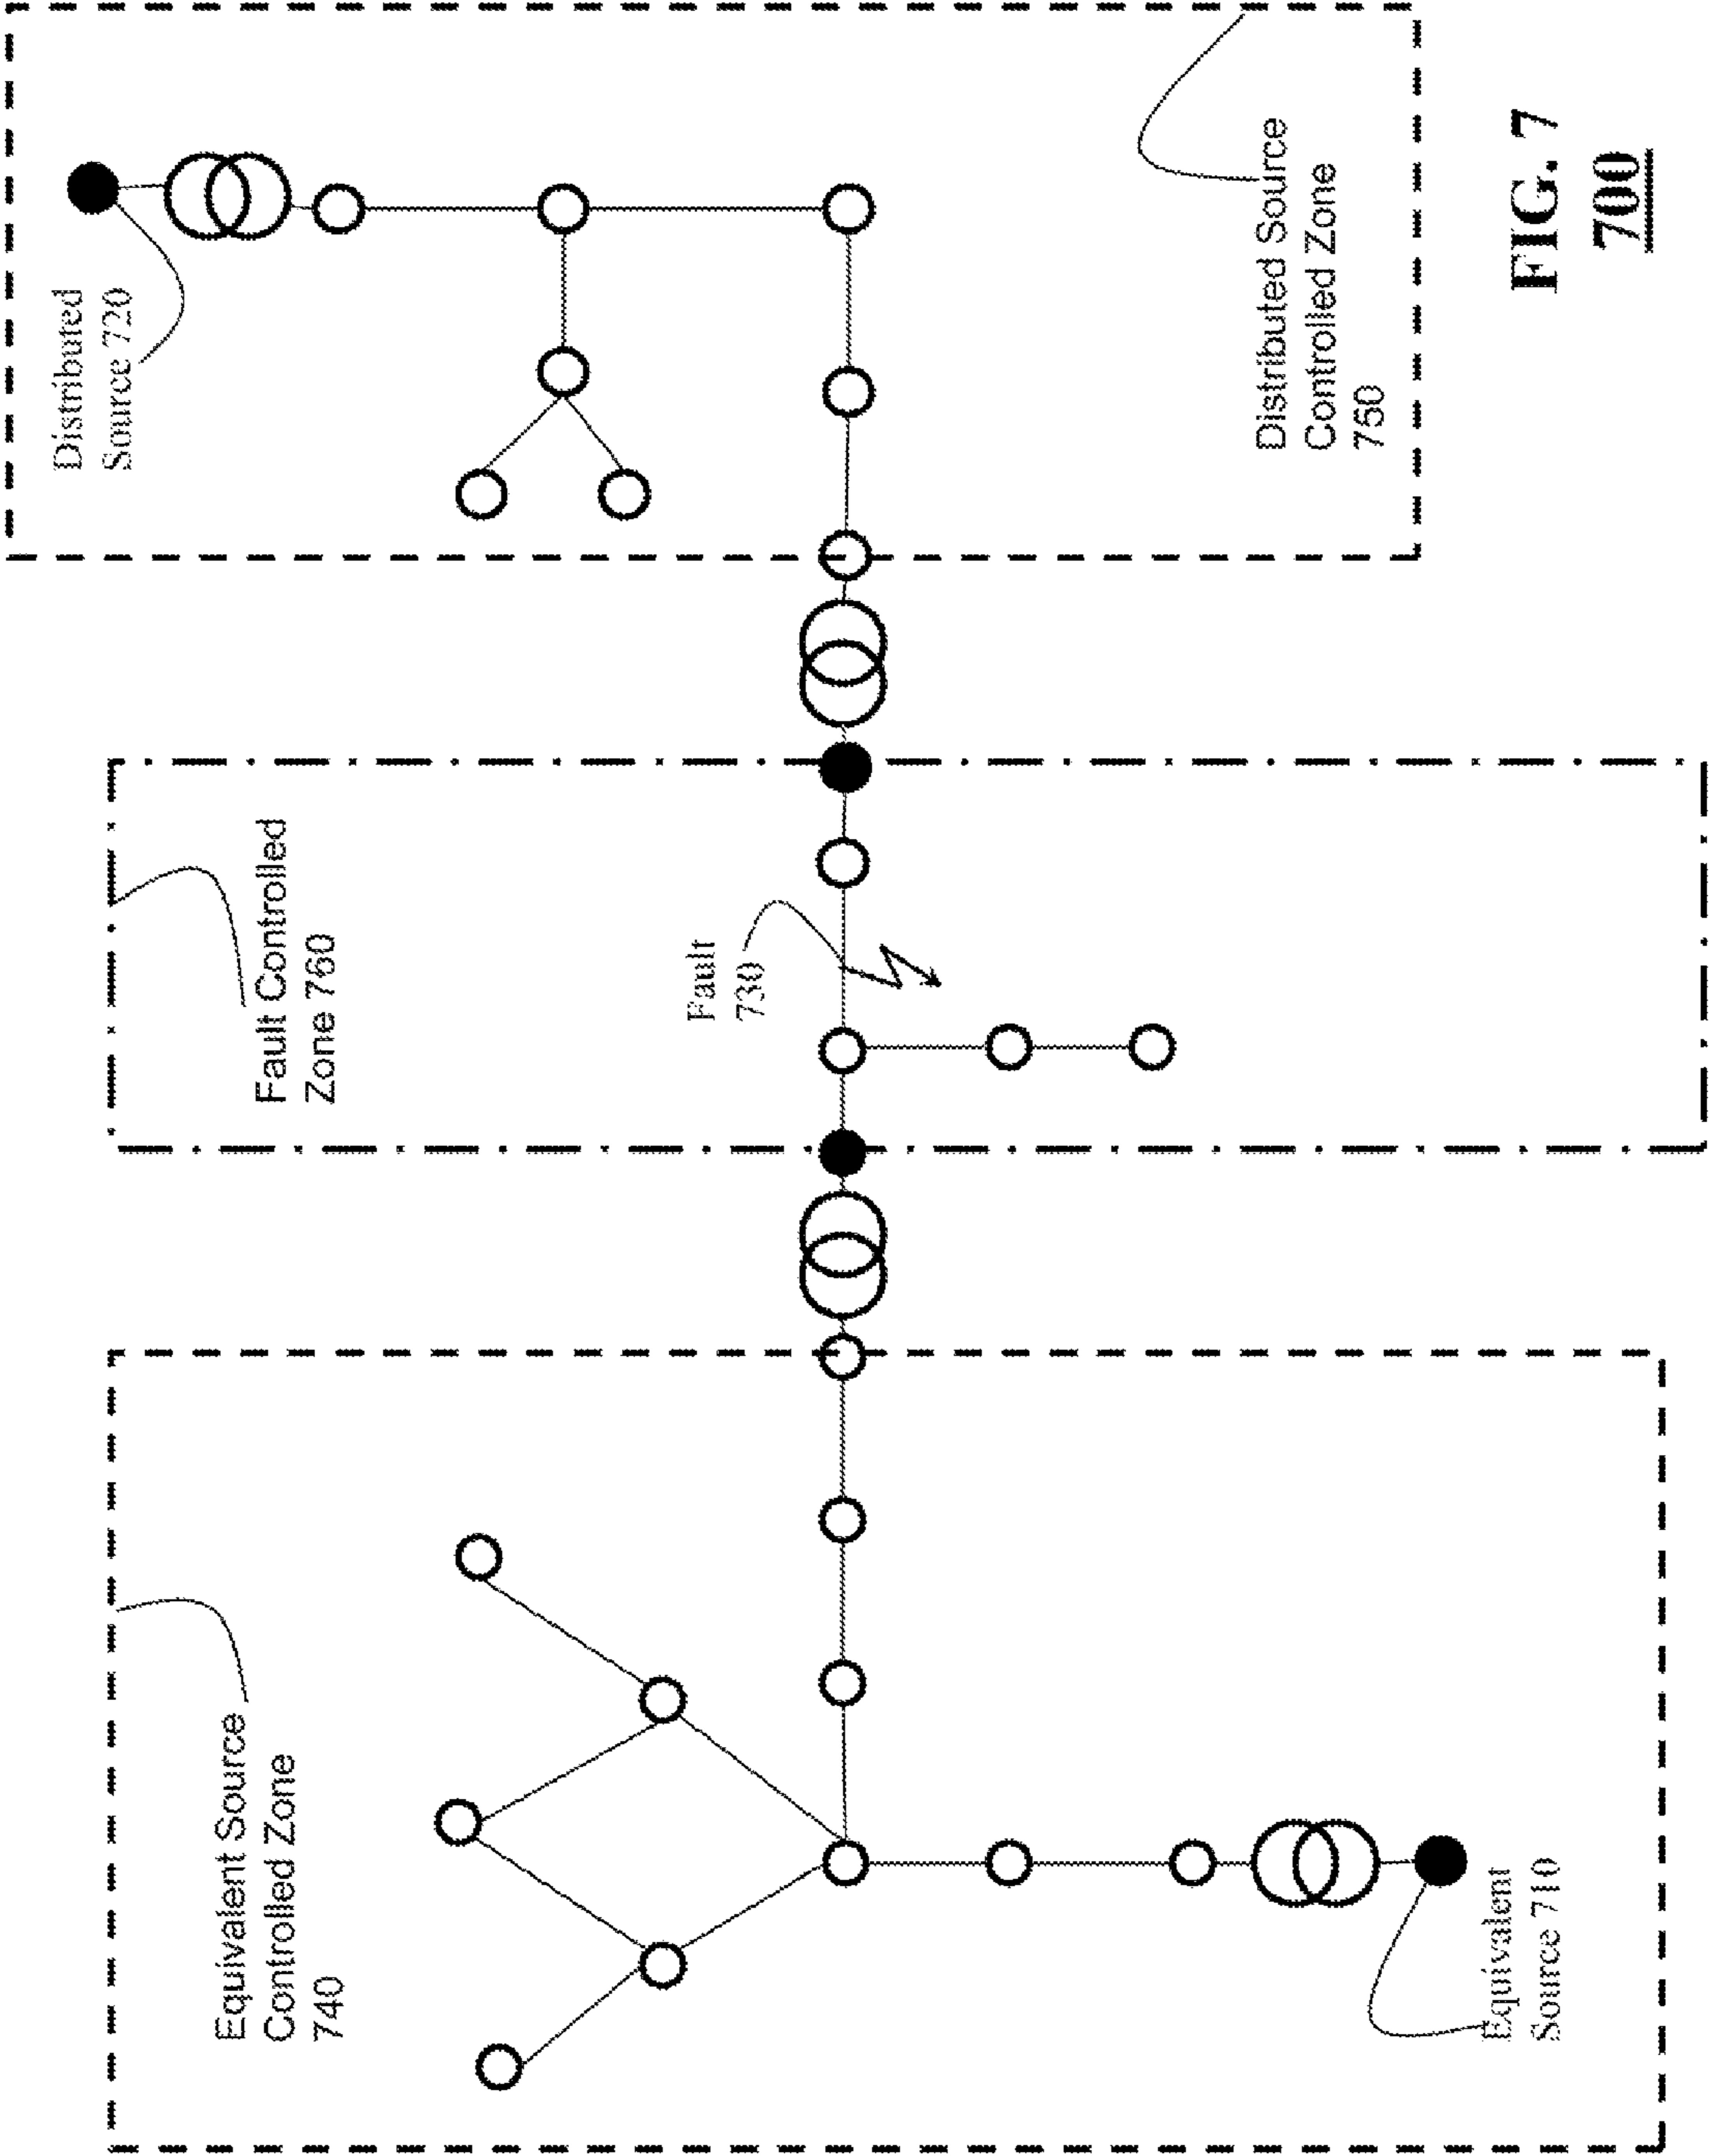 Distributed
Source 720
Equivalent Source
Controlled Zone
740
Fault Controlled
Zone 760
Fault
730
Distributed Source
Controlled Zone
750
Equivalent
Source 710
FIG. 7
700